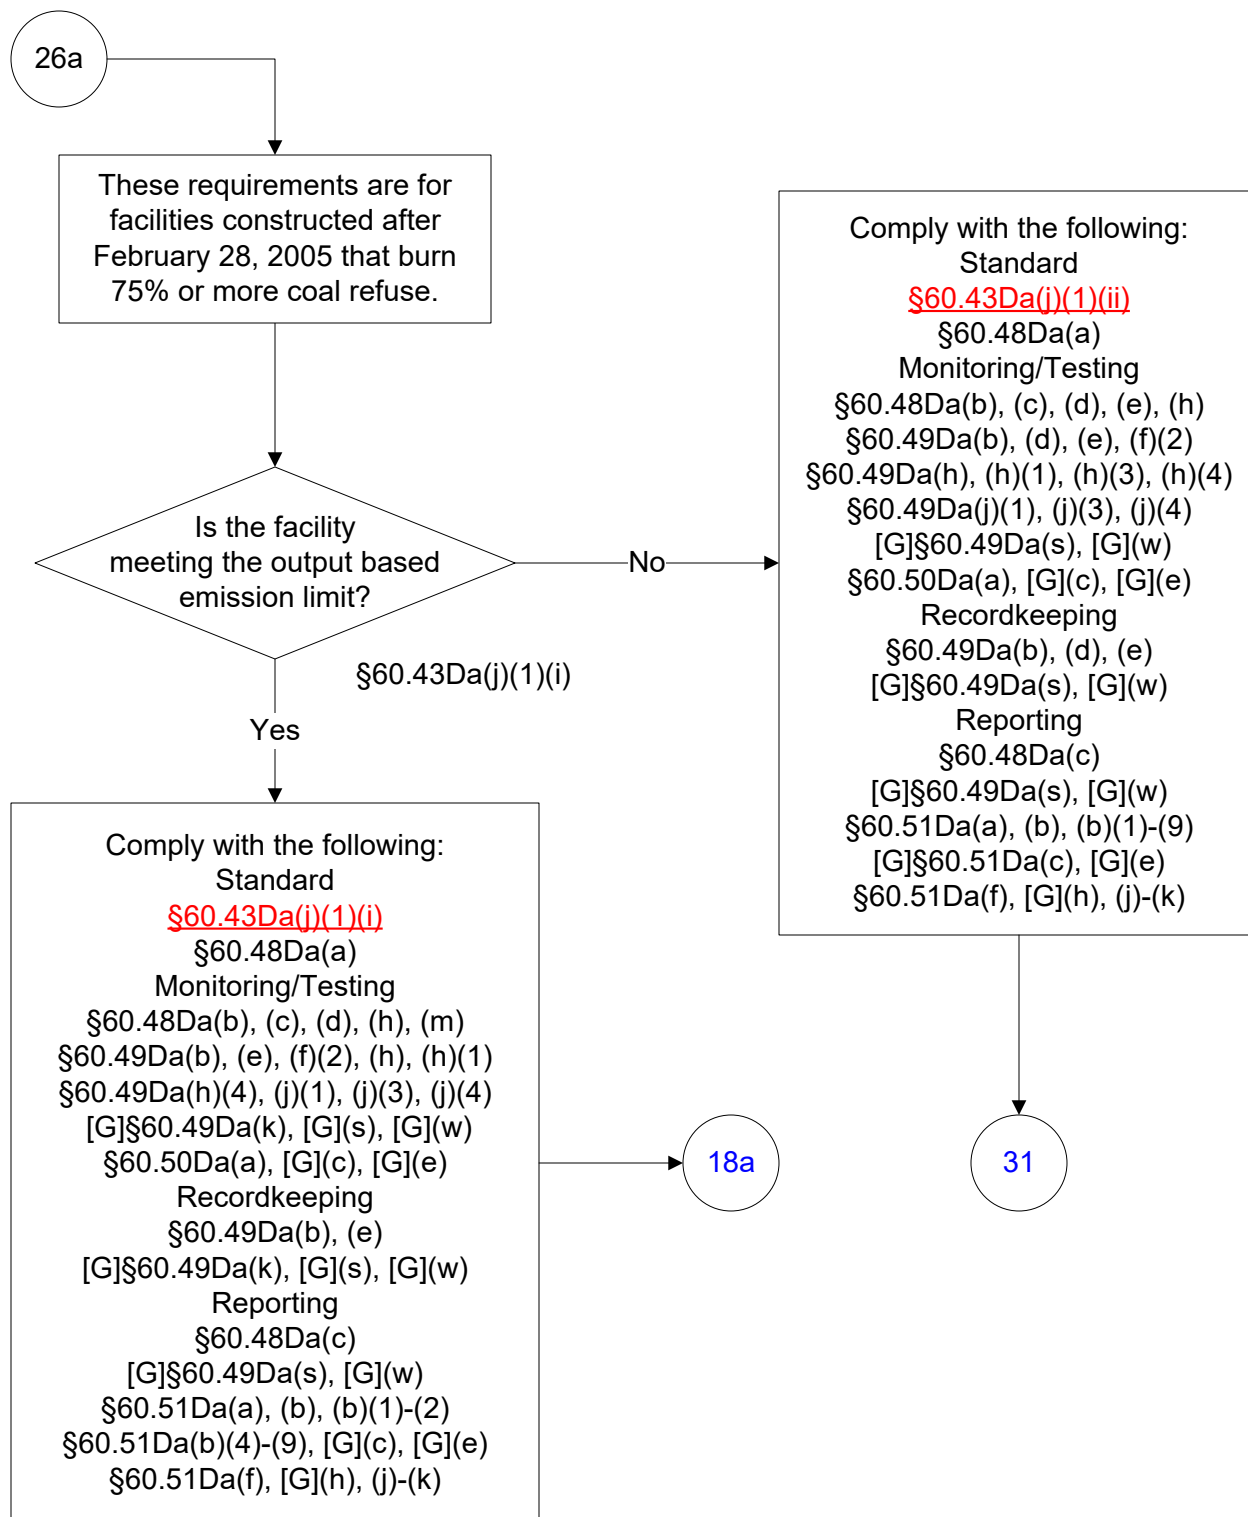 26a
These requirements are for
facilities constructed after
February 28, 2005 that burn
75% or more coal refuse.
Is the facility
meeting the output based
emission limit?
No
§60.43Da(j)(1)(i)
Yes
Comply with the following:
Standard
§60.43Da(j)(1)(ii)
§60.48Da(a)
Monitoring/Testing
§60.48Da(b), (c), (d), (e), (h)
§60.49Da(b), (d), (e), (f)(2)
§60.49Da(h), (h)(1), (h)(3), (h)(4)
§60.49Da(j)(1), (j)(3), (j)(4)
[G]§60.49Da(s), [G](w)
§60.50Da(a), [G](c), [G](e)
Recordkeeping
§60.49Da(b), (d), (e)
[G]§60.49Da(s), [G](w)
Reporting
§60.48Da(c)
[G]§60.49Da(s), [G](w)
§60.51Da(a), (b), (b)(1)-(9)
[G]§60.51Da(c), [G](e)
§60.51Da(f), [G](h), (j)-(k)
Comply with the following:
Standard
§60.43Da(j)(1)(i)
§60.48Da(a)
Monitoring/Testing
§60.48Da(b), (c), (d), (h), (m)
§60.49Da(b), (e), (f)(2), (h), (h)(1)
§60.49Da(h)(4), (j)(1), (j)(3), (j)(4)
[G]§60.49Da(k), [G](s), [G](w)
§60.50Da(a), [G](c), [G](e)
Recordkeeping
§60.49Da(b), (e)
[G]§60.49Da(k), [G](s), [G](w)
Reporting
§60.48Da(c)
[G]§60.49Da(s), [G](w)
§60.51Da(a), (b), (b)(1)-(2)
§60.51Da(b)(4)-(9), [G](c), [G](e)
§60.51Da(f), [G](h), (j)-(k)
18a
31